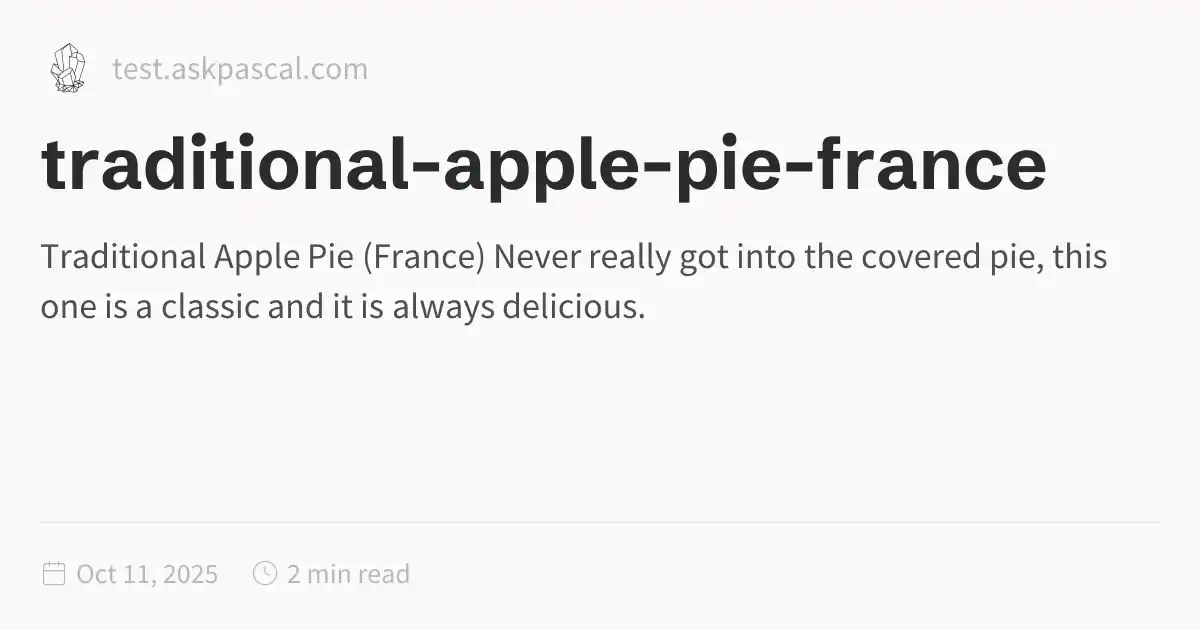 test.askpascal.com
traditional-apple-pie-france
Traditional Apple Pie (France) Never really got into the covered pie, this
one is a classic and it is always delicious.
Oct 11, 2025 2 min read